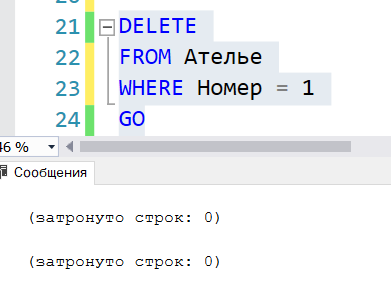 21 DELETE
22 FROM Ателье
23 WHERE Номер = 1
24 GO
46 %
Сообщения
(затронуто строк: 0)
(затронуто строк: 0)